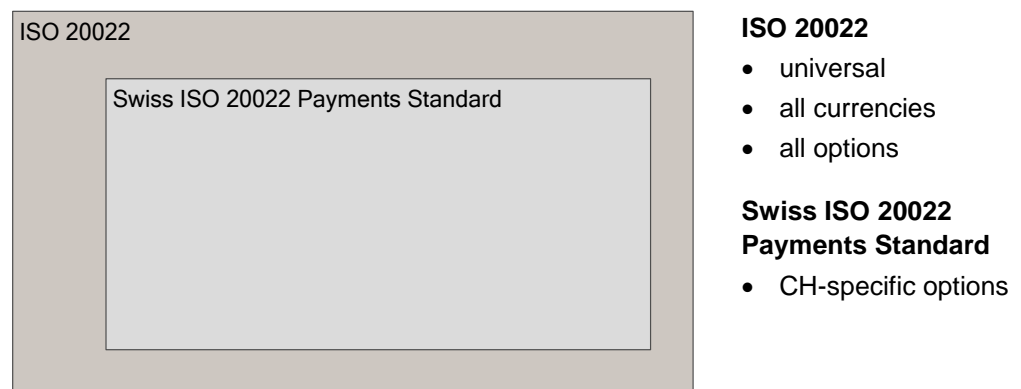 ISO 20022
Swiss ISO 20022 Payments Standard
ISO 20022
• universal
• all currencies
• all options
Swiss ISO 20022
Payments Standard
• CH-specific options